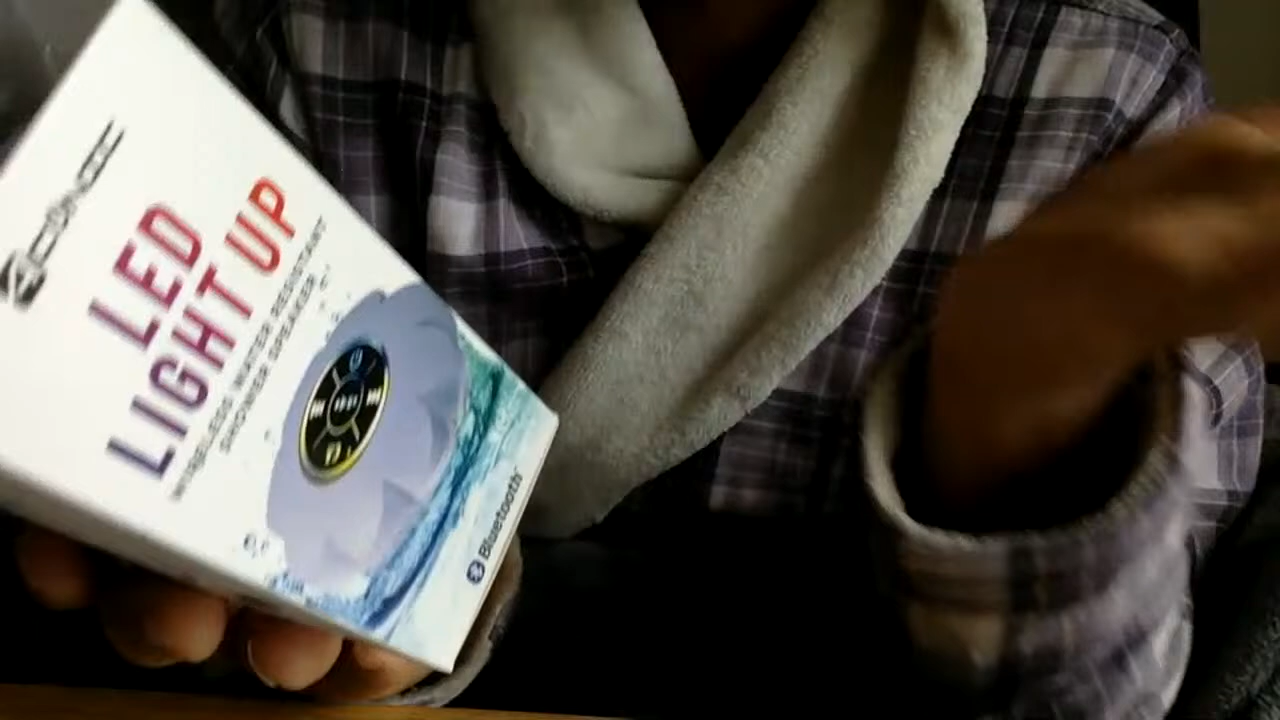 LED
LIGHT UP
WIRELESS WATER RESISTANT
SHOWER SPEAKER
Bluetooth